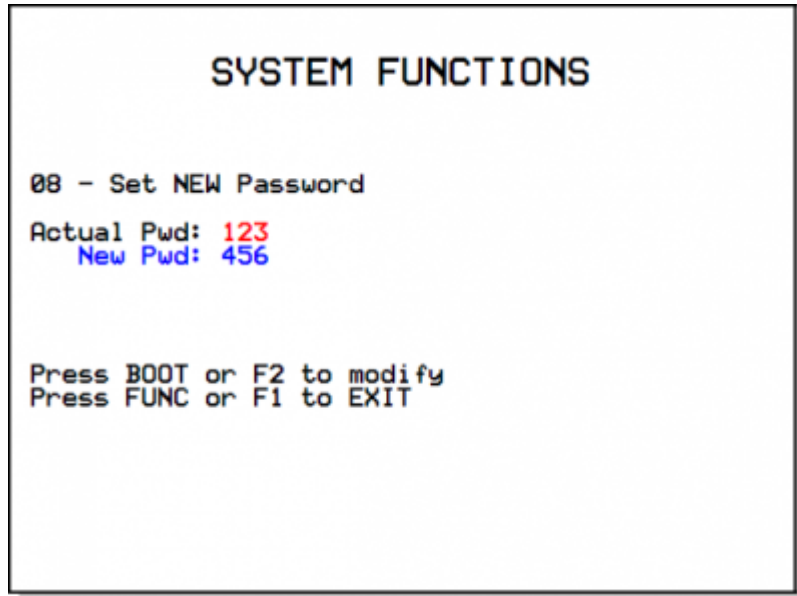 SYSTEM FUNCTIONS
08 - Set NEW Password
Actual Pwd: 123
New Pwd: 456
Press BOOT or F2 to modify
Press FUNC or F1 to EXIT